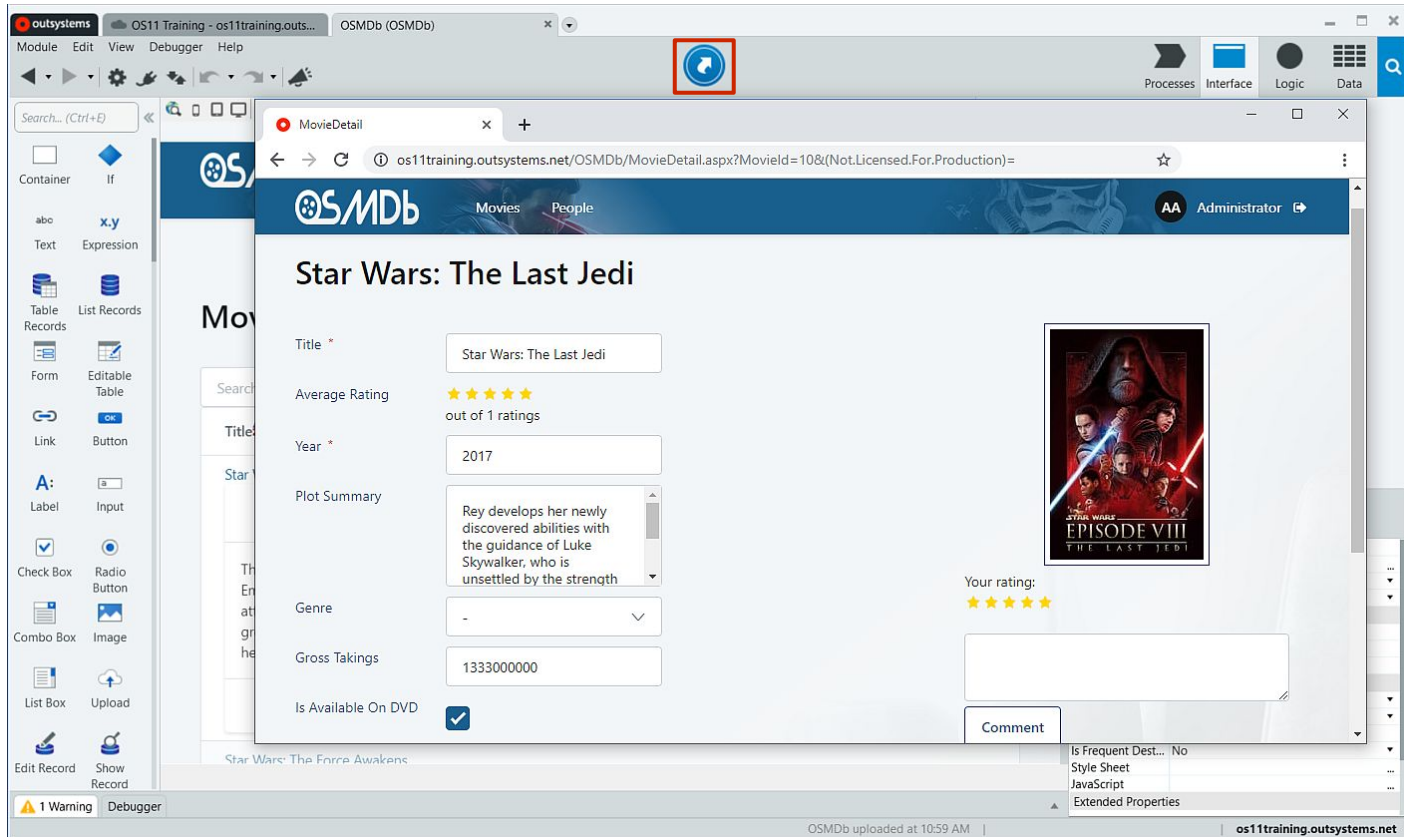 outsystems
OS11 Training - os11training.outs...
OSMDb (OSMDb)
Module Edit View Debugger Help
Processes Interface Logic Data
Search... (Ctrl+E)
Container If
abc x.y
Text Expression
Table Records List Records
Form Editable Table
OK
Link Button
A: a
Label Input
Check Box Radio Button
Combo Box Image
List Box Upload
Edit Record Show Record
1 Warning Debugger
Mov
Search
Title
Star
Th
En
at
gr
he
Star Wars: The Force Awakens
MovieDetail
os11training.outsystems.net/OSMDb/MovieDetail.aspx?MovieId=10&(Not.Licensed.For.Production)=
OSMDb
Movies People
AA Administrator
Star Wars: The Last Jedi
Title *
Star Wars: The Last Jedi
Average Rating
out of 1 ratings
Year *
2017
Plot Summary
Rey develops her newly
discovered abilities with
the guidance of Luke
Skywalker, who is
unsettled by the strength
Genre
-
Gross Takings
1333000000
Is Available On DVD
STAR WARS
EPISODE VIII
THE LAST JEDI
Your rating:
Comment
Is Frequent Dest... No
Style Sheet
JavaScript
Extended Properties
OSMDb uploaded at 10:59 AM
os11training.outsystems.net